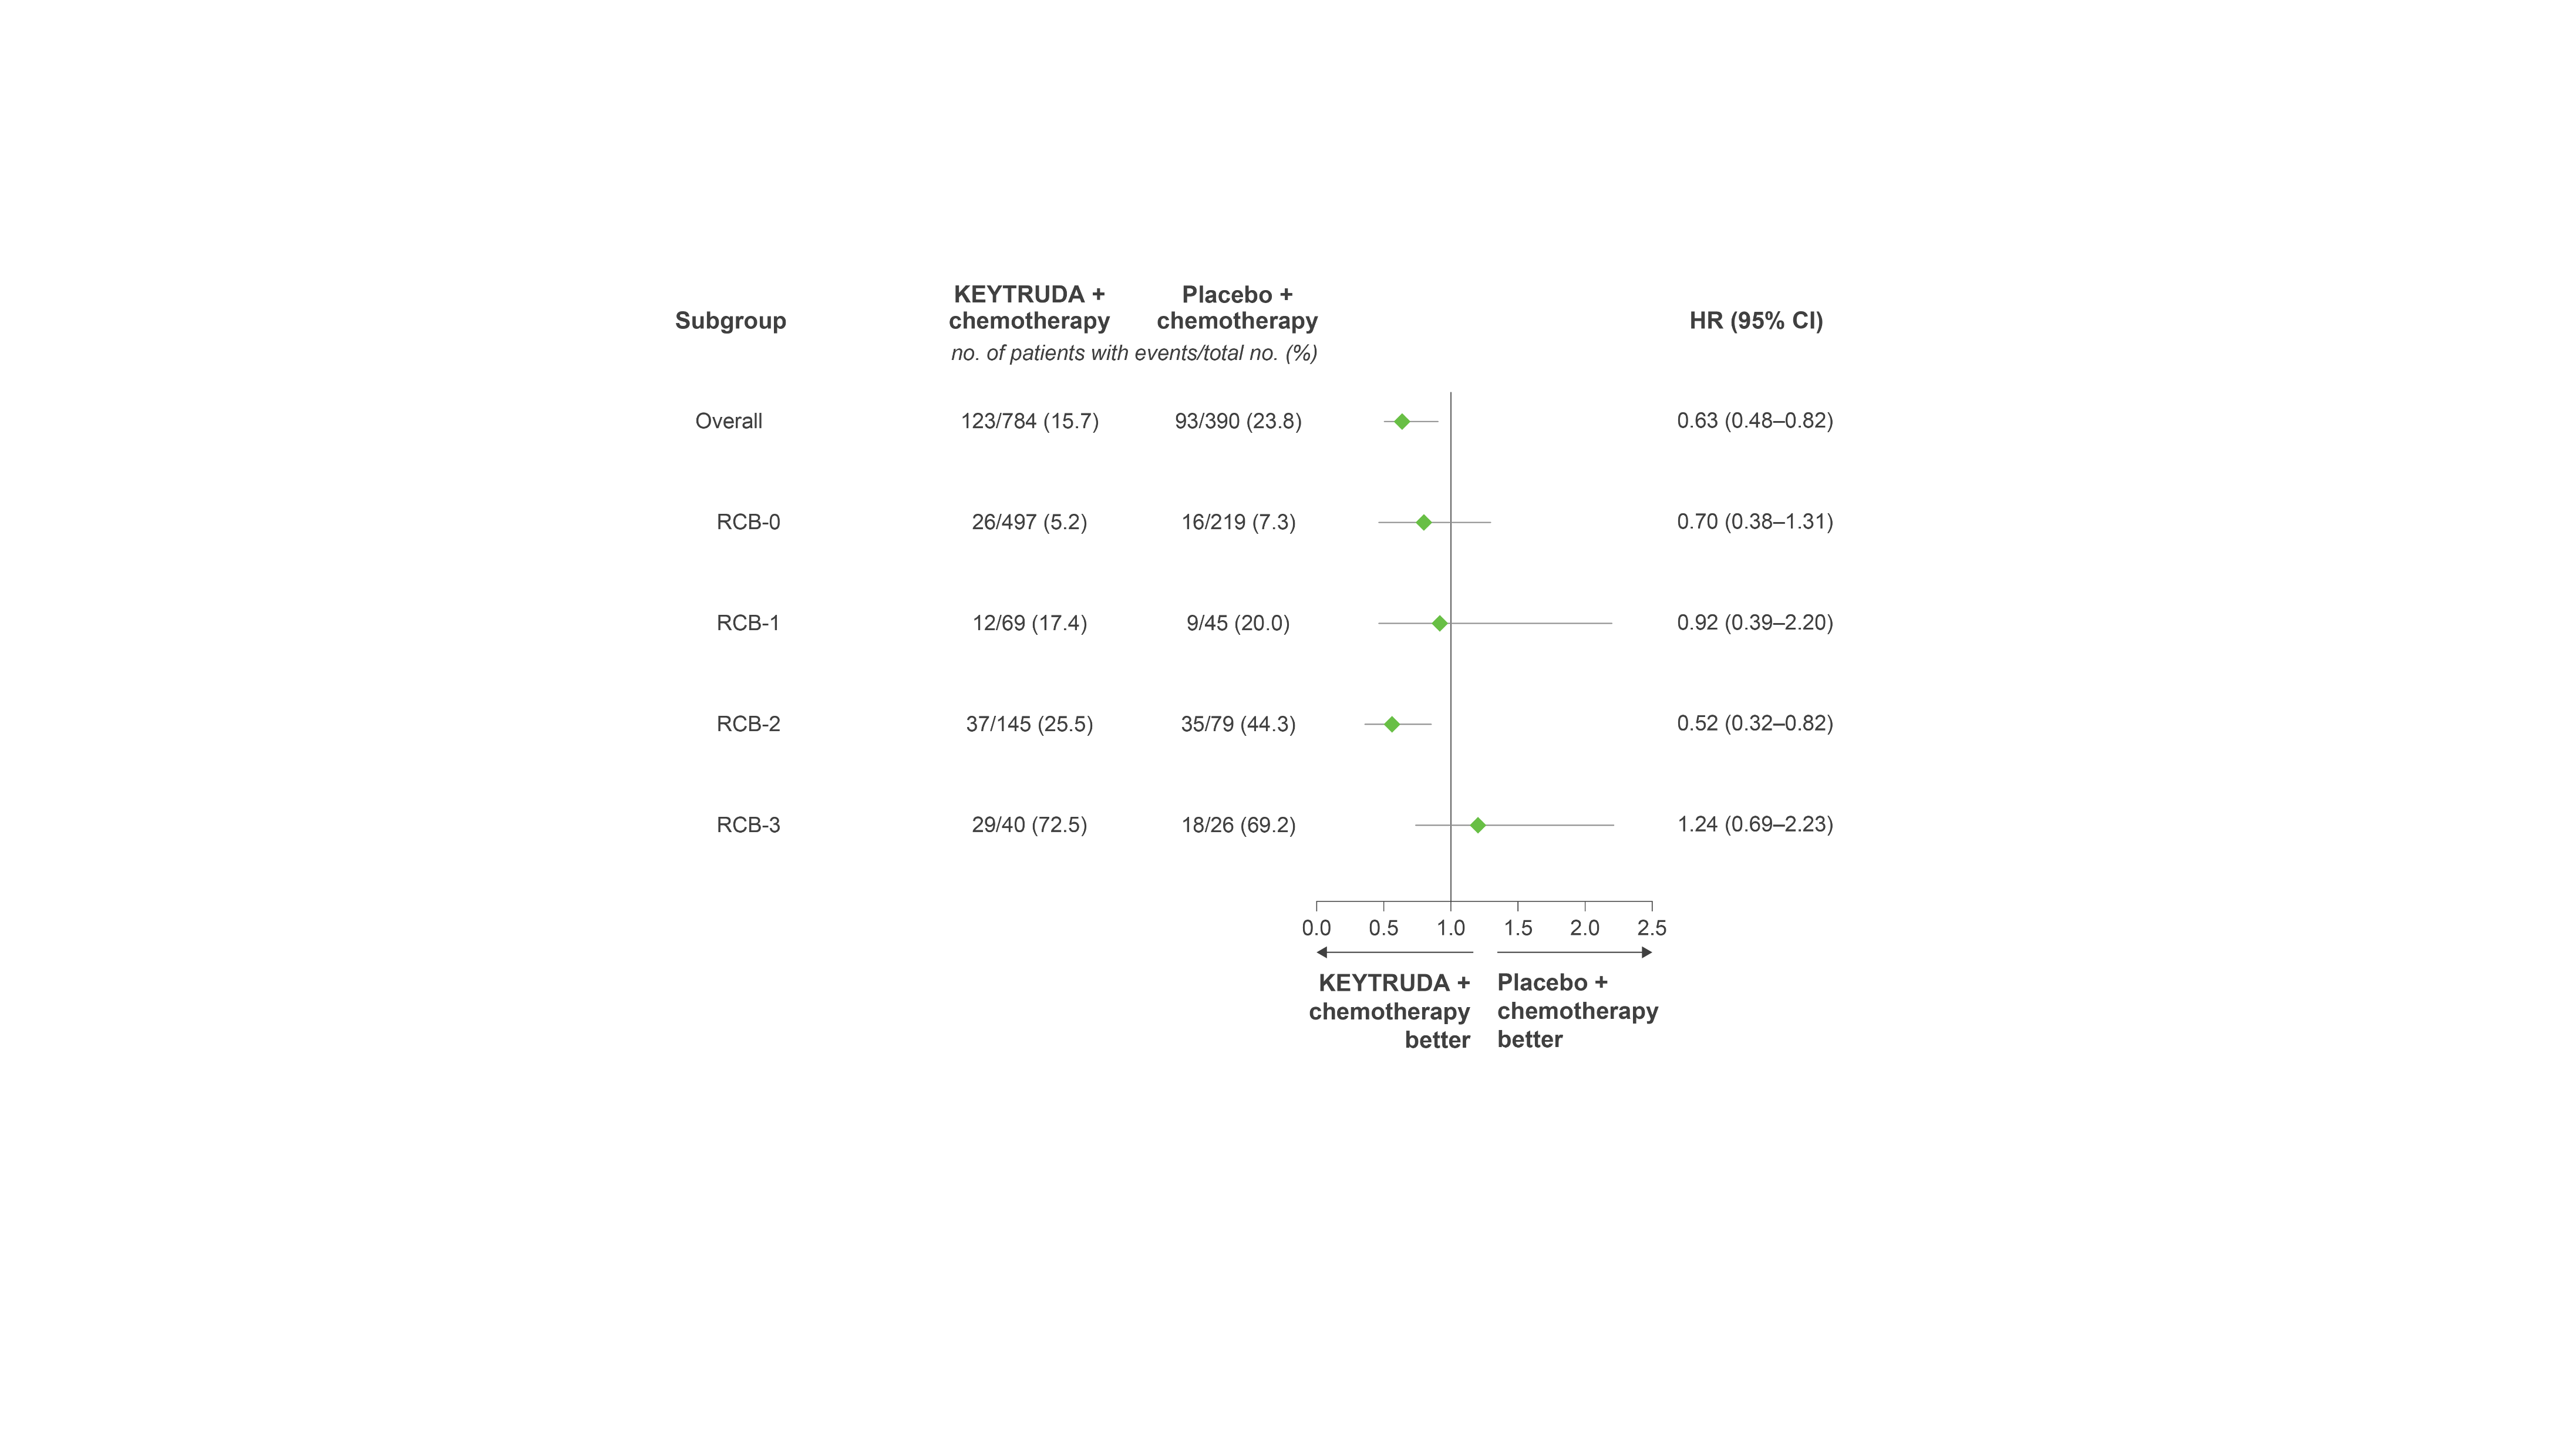 Subgroup
KEYTRUDA +
chemotherapy
Placebo +
chemotherapy
no. of patients with events/total no. (%)
HR (95% CI)
Overall 123/784 (15.7) 93/390 (23.8) 0.63 (0.48–0.82)
RCB-0 26/497 (5.2) 16/219 (7.3) 0.70 (0.38–1.31)
RCB-1 12/69 (17.4) 9/45 (20.0) 0.92 (0.39–2.20)
RCB-2 37/145 (25.5) 35/79 (44.3) 0.52 (0.32–0.82)
RCB-3 29/40 (72.5) 18/26 (69.2) 1.24 (0.69–2.23)
0.0 0.5 1.0 1.5 2.0 2.5
KEYTRUDA +
chemotherapy
better
Placebo +
chemotherapy
better